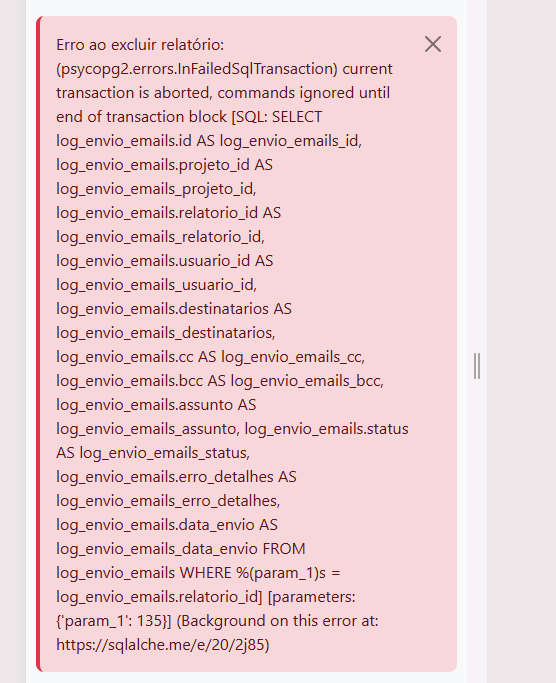 Erro ao excluir relatório:
(psycopg2.errors.InFailedSqlTransaction) current
transaction is aborted, commands ignored until
end of transaction block [SQL: SELECT
log_envio_emails.id AS log_envio_emails_id,
log_envio_emails.projeto_id AS
log_envio_emails_projeto_id,
log_envio_emails.relatorio_id AS
log_envio_emails_relatorio_id,
log_envio_emails.usuario_id AS
log_envio_emails_usuario_id,
log_envio_emails.destinatarios AS
log_envio_emails_destinatarios,
log_envio_emails.cc AS log_envio_emails_cc,
log_envio_emails.bcc AS log_envio_emails_bcc,
log_envio_emails.assunto AS
log_envio_emails_assunto, log_envio_emails.status
AS log_envio_emails_status,
log_envio_emails.erro_detalhes AS
log_envio_emails_erro_detalhes,
log_envio_emails.data_envio AS
log_envio_emails_data_envio FROM
log_envio_emails WHERE %(param_1)s =
log_envio_emails.relatorio_id] [parameters:
{'param_1': 135}] (Background on this error at:
https://sqlalche.me/e/20/2j85)